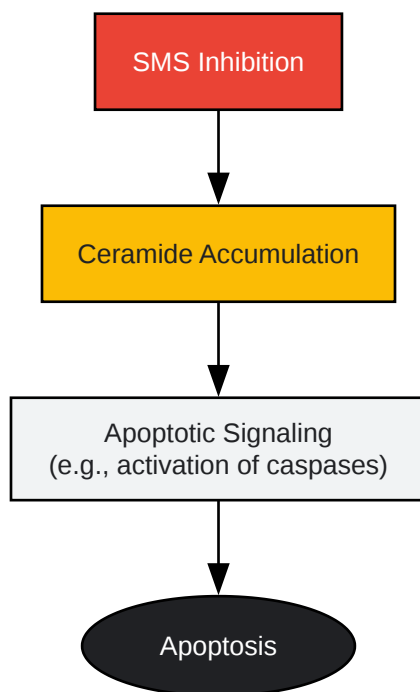 SMS Inhibition
Ceramide Accumulation
Apoptotic Signaling
(e.g., activation of caspases)
Apoptosis